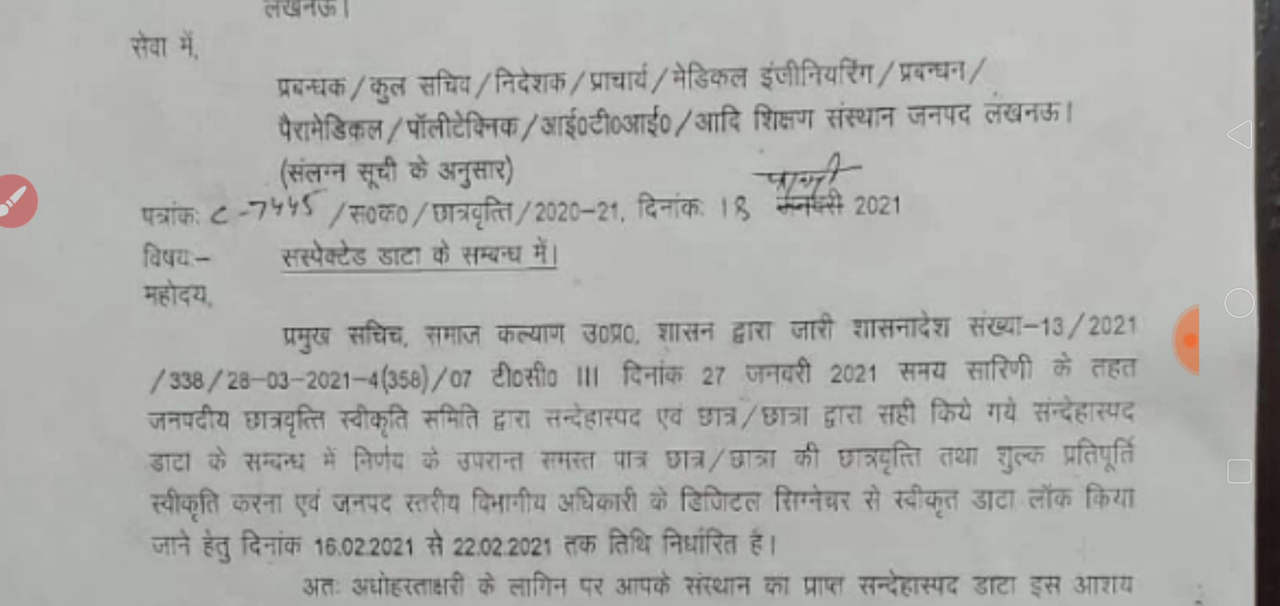 लखनऊ।
सेवा में,
प्रबन्धक/कुल सचिव/निदेशक/प्राचार्य/मेडिकल इंजीनियरिंग/प्रबन्धन/
पैरामेडिकल/पॉलीटेक्निक/आई0टी0आई0/आदि शिक्षण संस्थान जनपद लखनऊ।
(संलग्न सूची के अनुसार)
पत्रांकः C-7445 /स0क0/छात्रवृत्ति/2020-21, दिनांकः 18 जनवरी 2021
विषयः- सस्पेक्टेड डाटा के सम्बन्ध में।
महोदय,
प्रमुख सचिव, समाज कल्याण उ0प्र0, शासन द्वारा जारी शासनादेश संख्या-13/2021
/338/28-03-2021-4(358)/07 टी0सी0 III दिनांक 27 जनवरी 2021 समय सारिणी के तहत
जनपदीय छात्रवृत्ति स्वीकृति समिति द्वारा सन्देहास्पद एवं छात्र/छात्रा द्वारा सही किये गये संन्देहास्पद
डाटा के सम्बन्ध में निर्णय के उपरान्त समस्त पात्र छात्र/छात्रा की छात्रवृत्ति तथा शुल्क प्रतिपूर्ति
स्वीकृति करना एवं जनपद स्तरीय विभागीय अधिकारी के डिजिटल सिग्नेचर से स्वीकृत डाटा लॉक किया
जाने हेतु दिनांक 16.02.2021 से 22.02.2021 तक तिथि निर्धारित है।
अतः अधोहस्ताक्षरी के लागिन पर आपके संस्थान का प्राप्त सन्देहास्पद डाटा इस आशय